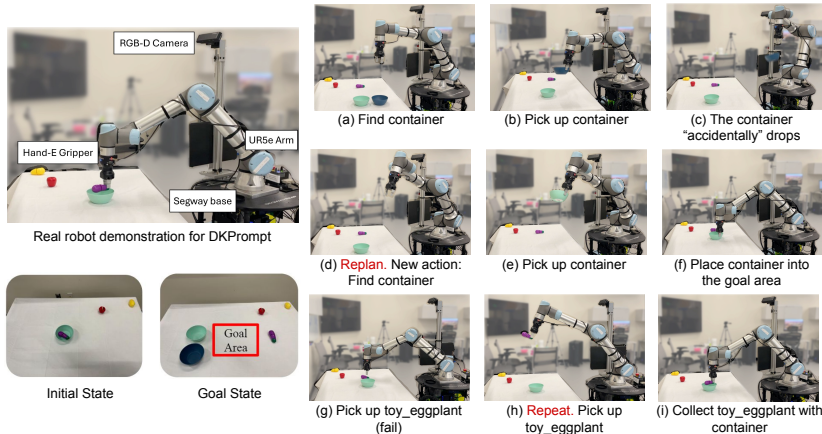 RGB-D Camera
Hand-E Gripper
UR5e Arm
Segway base
Real robot demonstration for DKPrompt
Goal
Area
Initial State
Goal State
(a) Find container
(b) Pick up container
(c) The container
“accidentally” drops
(d) Replan. New action:
Find container
(e) Pick up container
(f) Place container into
the goal area
(g) Pick up toy_eggplant
(fail)
(h) Repeat. Pick up
toy_eggplant
(i) Collect toy_eggplant with
container